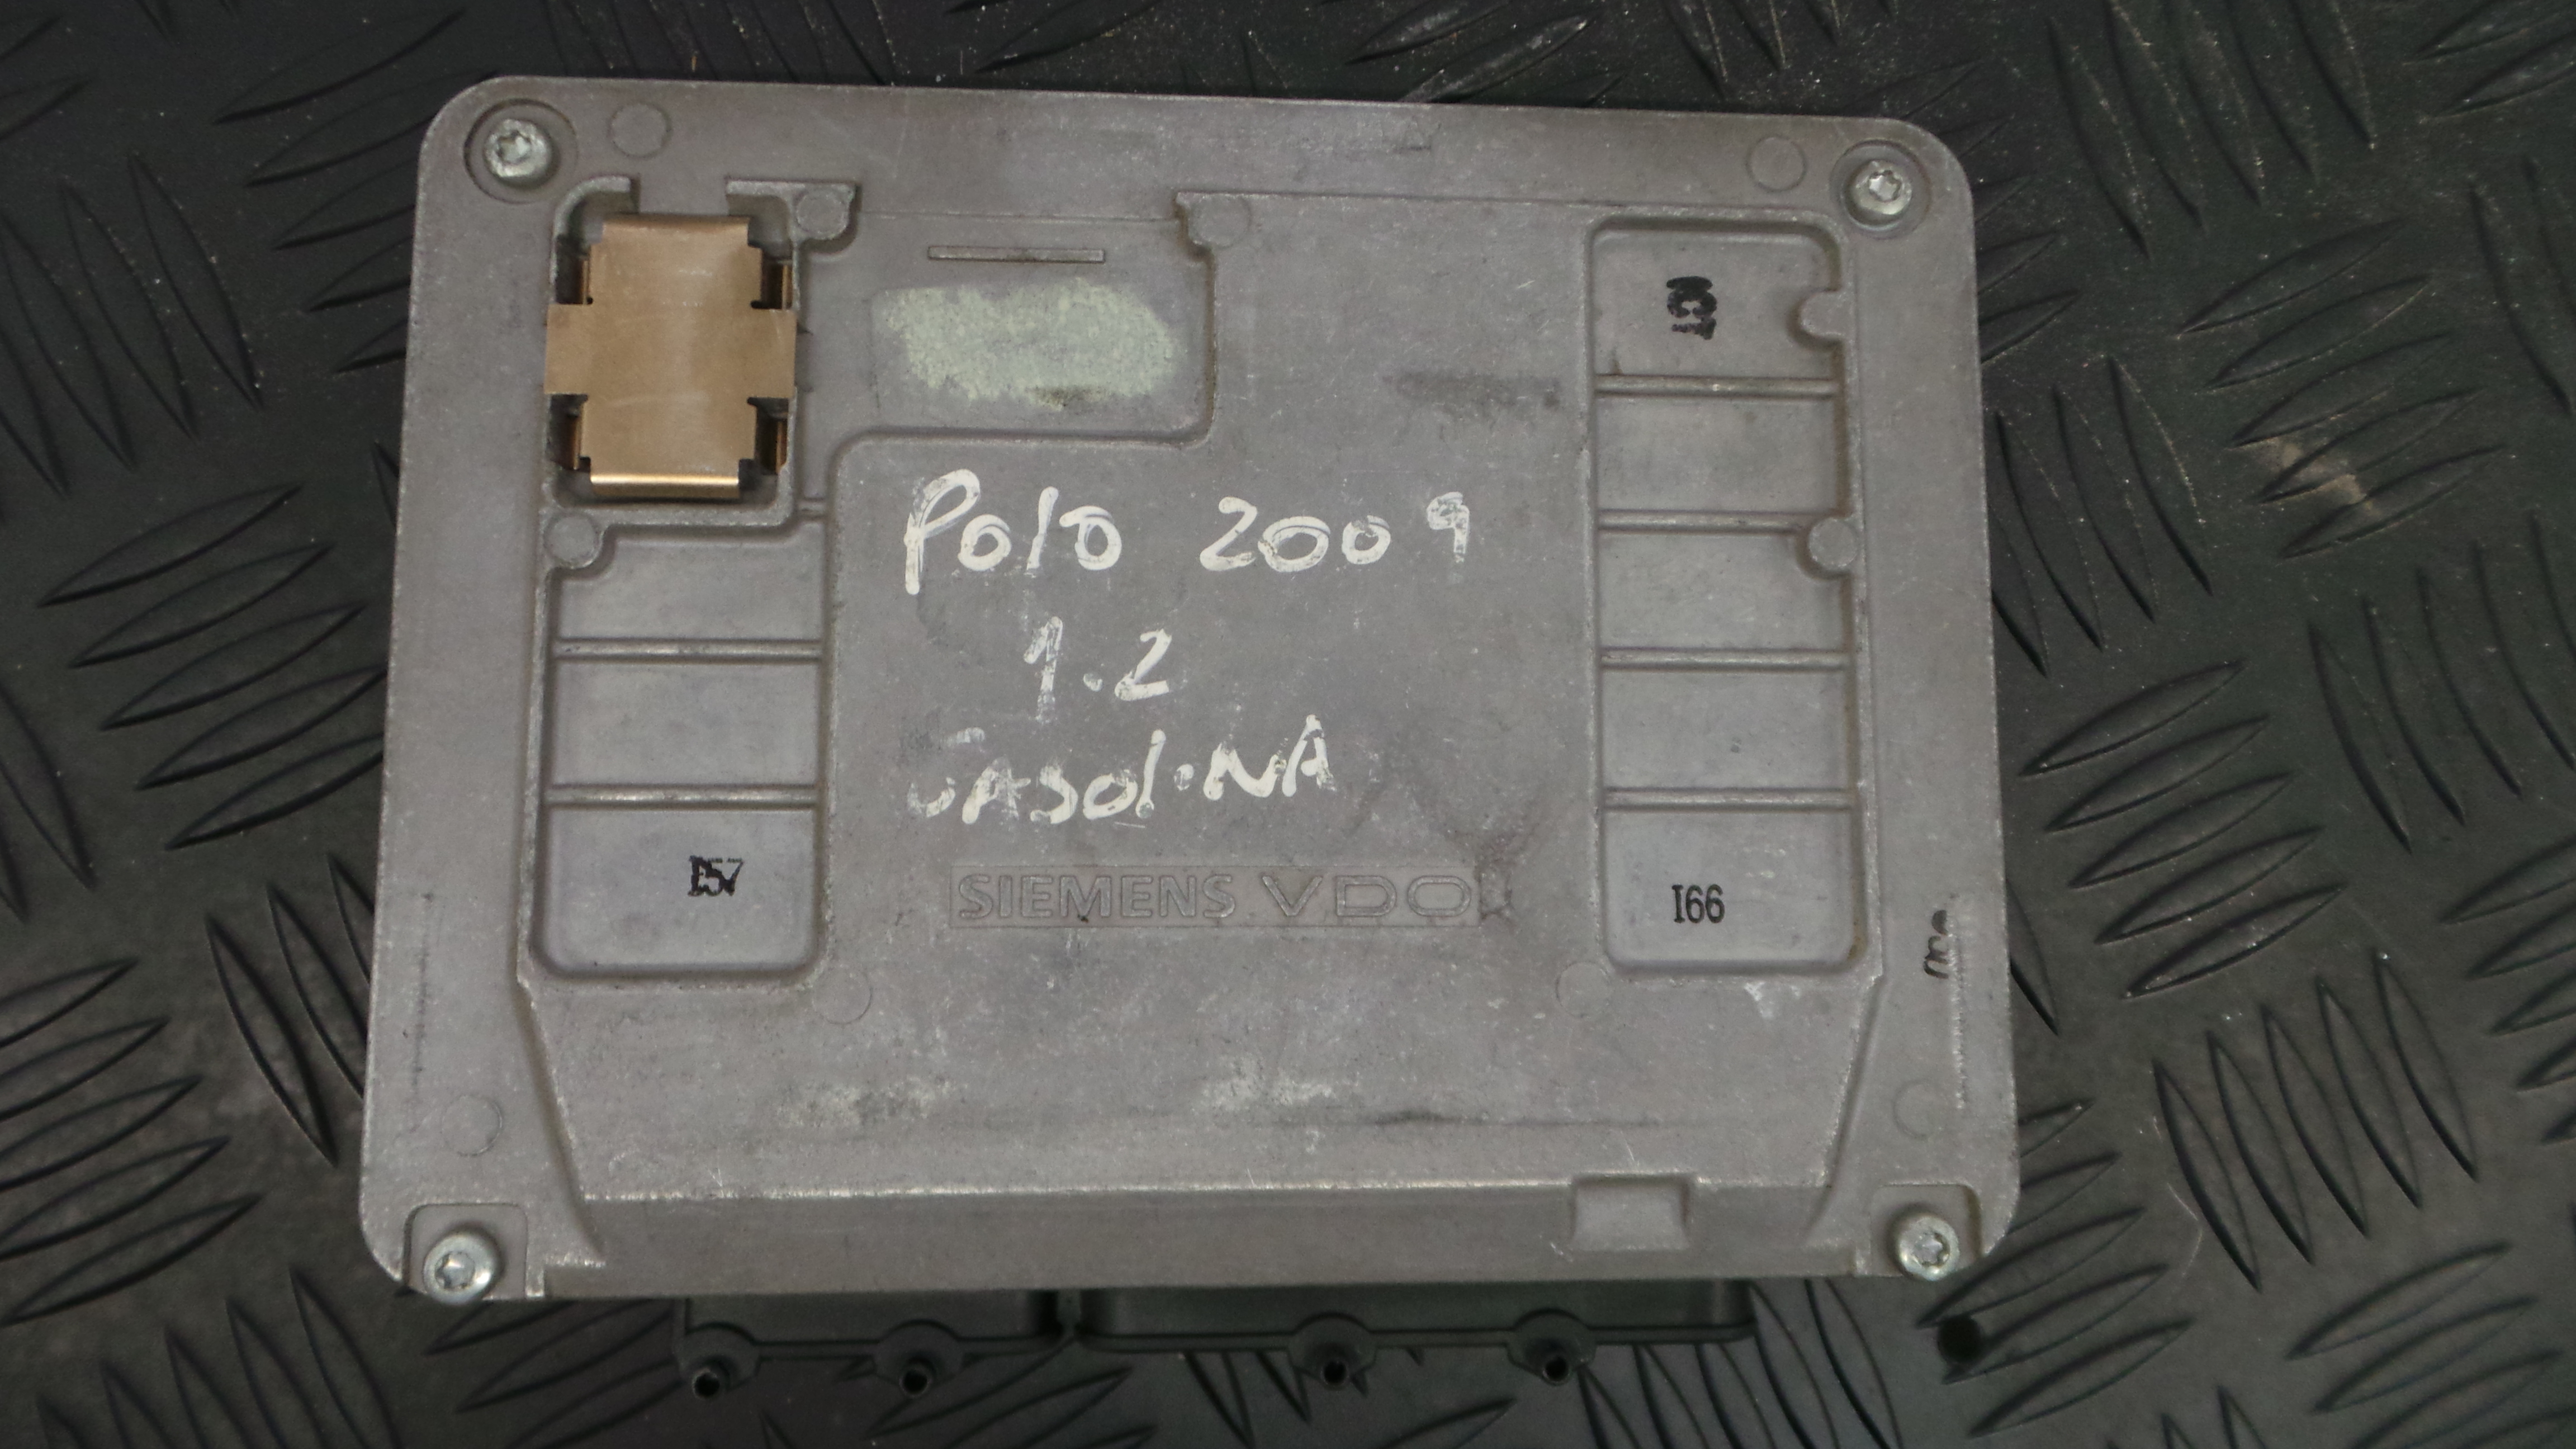 Polo 2009
1.2
GASOLiNA
SIEMENS VDO
I66